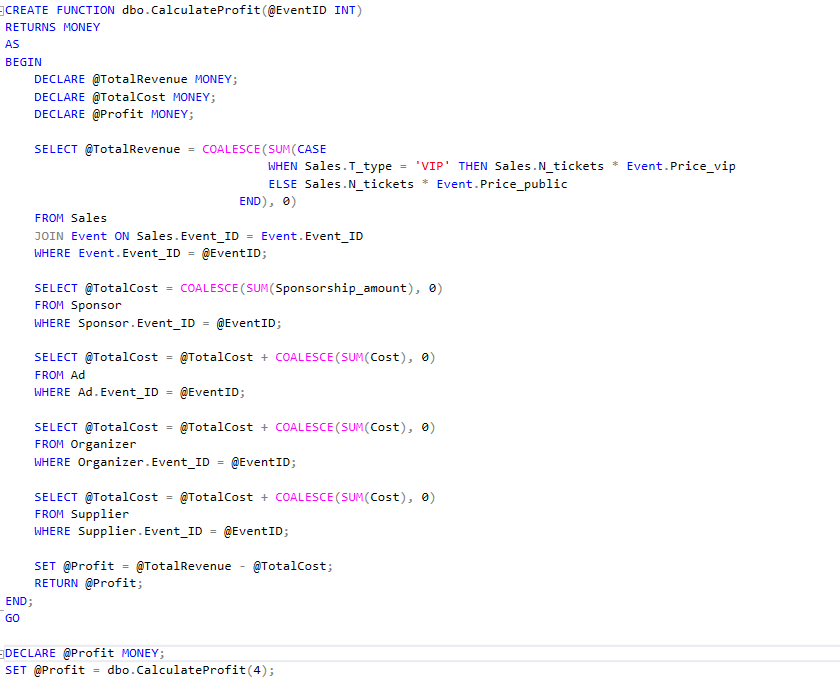 CREATE FUNCTION dbo.CalculateProfit(@EventID INT)
RETURNS MONEY
AS
BEGIN
    DECLARE @TotalRevenue MONEY;
    DECLARE @TotalCost MONEY;
    DECLARE @Profit MONEY;

    SELECT @TotalRevenue = COALESCE(SUM(CASE
                                    WHEN Sales.T_type = 'VIP' THEN Sales.N_tickets * Event.Price_vip
                                    ELSE Sales.N_tickets * Event.Price_public
                                END), 0)
    FROM Sales
    JOIN Event ON Sales.Event_ID = Event.Event_ID
    WHERE Event.Event_ID = @EventID;

    SELECT @TotalCost = COALESCE(SUM(Sponsorship_amount), 0)
    FROM Sponsor
    WHERE Sponsor.Event_ID = @EventID;

    SELECT @TotalCost = @TotalCost + COALESCE(SUM(Cost), 0)
    FROM Ad
    WHERE Ad.Event_ID = @EventID;

    SELECT @TotalCost = @TotalCost + COALESCE(SUM(Cost), 0)
    FROM Organizer
    WHERE Organizer.Event_ID = @EventID;

    SELECT @TotalCost = @TotalCost + COALESCE(SUM(Cost), 0)
    FROM Supplier
    WHERE Supplier.Event_ID = @EventID;

    SET @Profit = @TotalRevenue - @TotalCost;
    RETURN @Profit;
END;
GO

DECLARE @Profit MONEY;
SET @Profit = dbo.CalculateProfit(4);